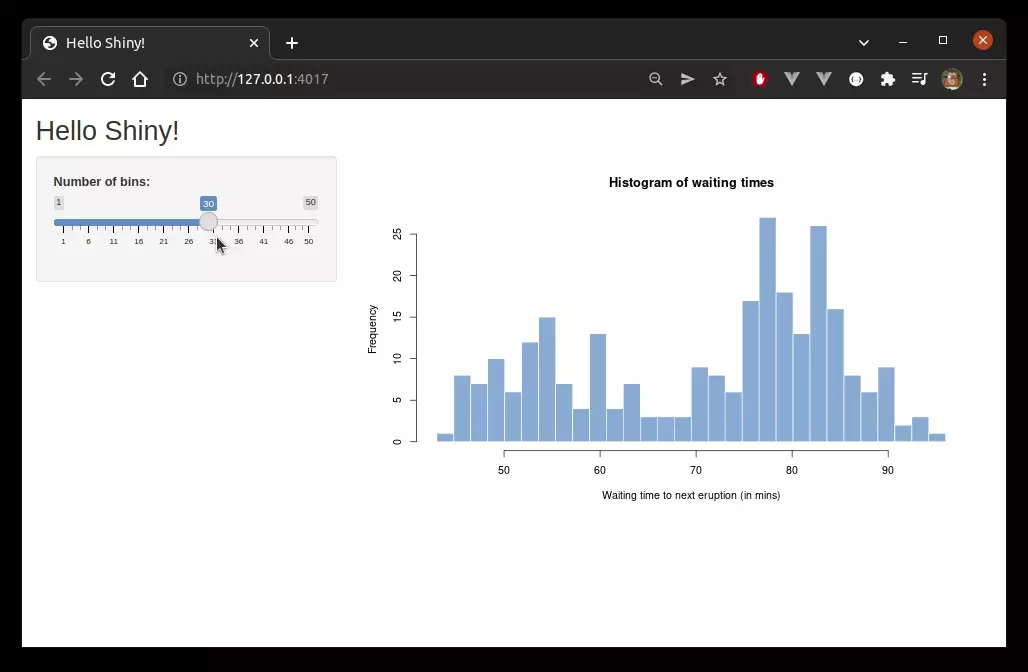 Hello Shiny!
http://127.0.0.1:4017
Hello Shiny!
Number of bins:
1 30 50
1 6 11 16 21 26 36 41 46 50
Histogram of waiting times
Frequency
25
20
15
10
5
0
50 60 70 80 90
Waiting time to next eruption (in mins)